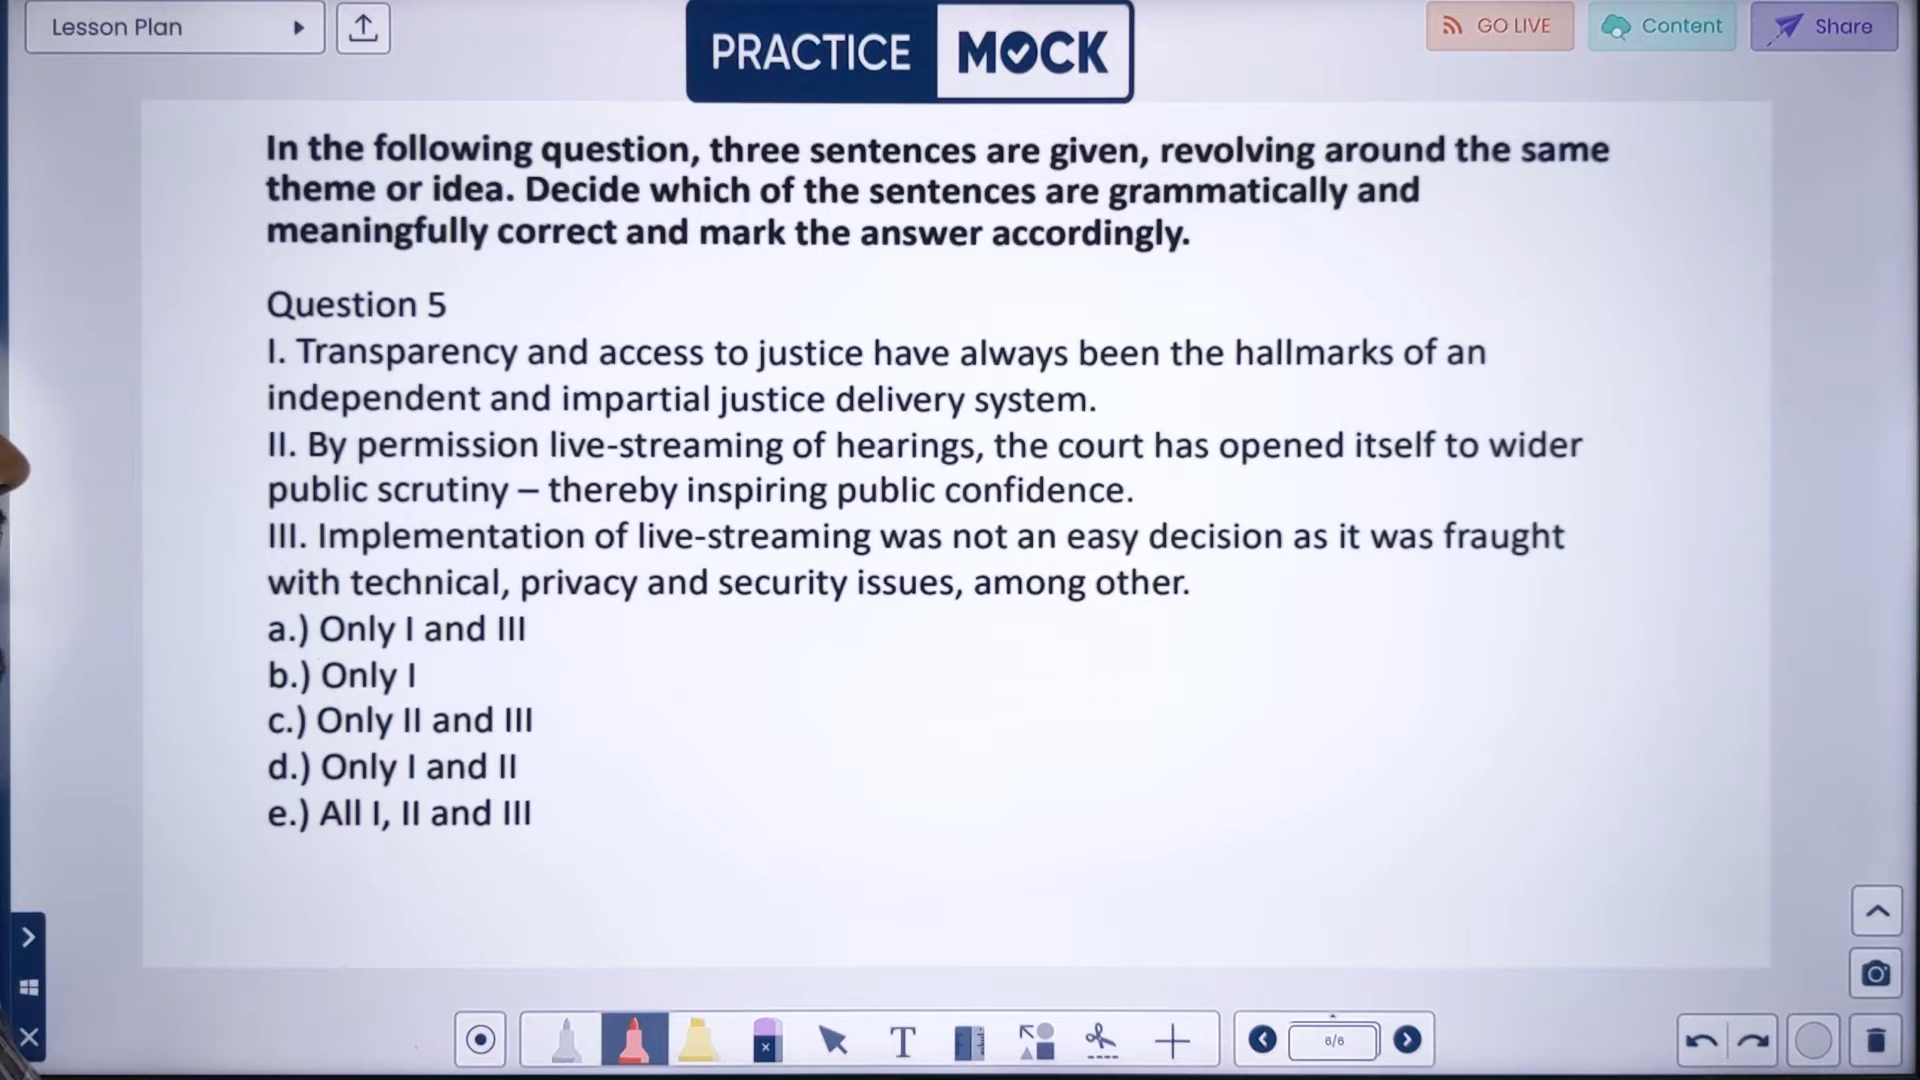 Lesson Plan
PRACTICE MOCK
GO LIVE
Content
Share
In the following question, three sentences are given, revolving around the same
theme or idea. Decide which of the sentences are grammatically and
meaningfully correct and mark the answer accordingly.
Question 5
I. Transparency and access to justice have always been the hallmarks of an
independent and impartial justice delivery system.
II. By permission live-streaming of hearings, the court has opened itself to wider
public scrutiny – thereby inspiring public confidence.
III. Implementation of live-streaming was not an easy decision as it was fraught
with technical, privacy and security issues, among other.
a.) Only I and III
b.) Only I
c.) Only II and III
d.) Only I and II
e.) All I, II and III
T
6/6